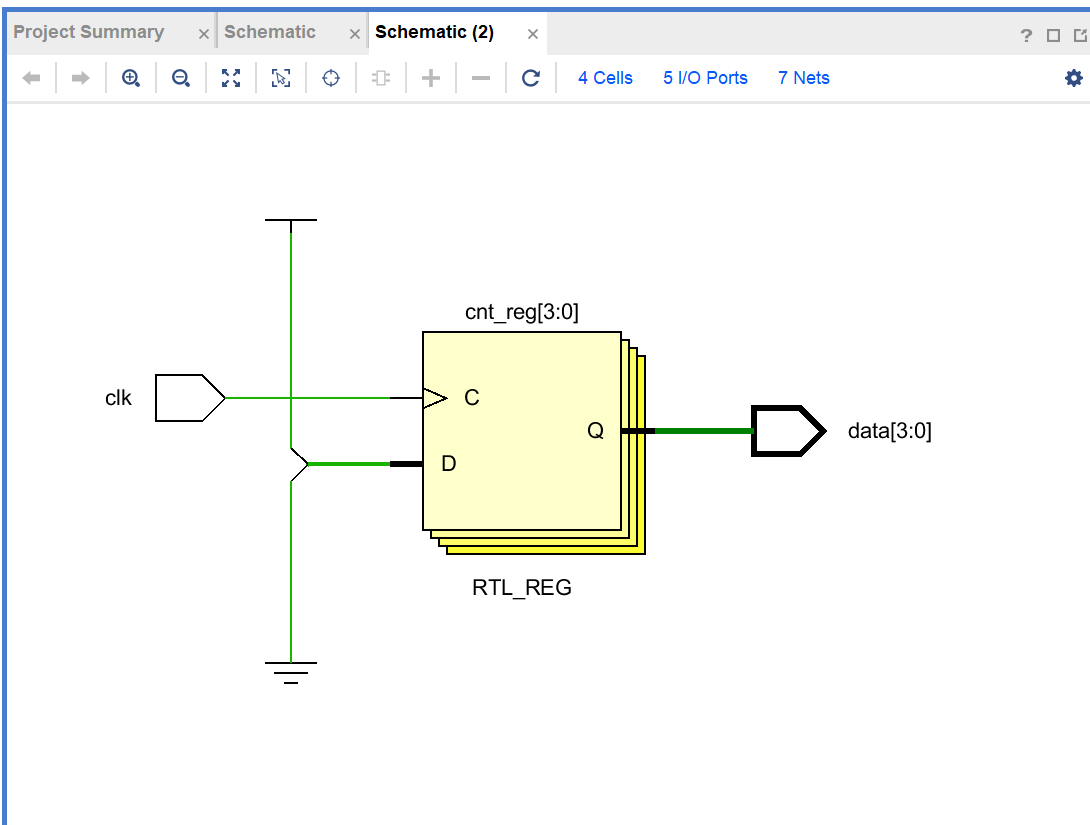 Project Summary × Schematic × Schematic (2) × ?
4 Cells 5 I/O Ports 7 Nets
cnt_reg[3:0]
clk
C
Q
data[3:0]
D
RTL_REG